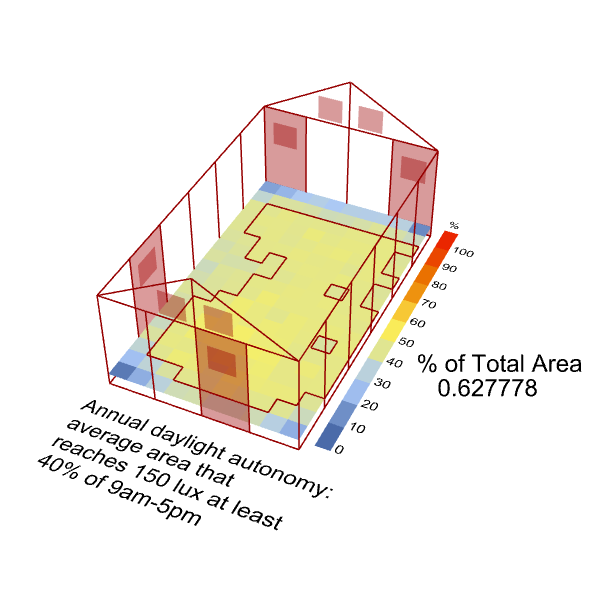 %
100
90
80
70
60
50
40
30
20
10
0
% of Total Area
0.627778
Annual daylight autonomy:
average area that
reaches 150 lux at least
40% of 9am-5pm